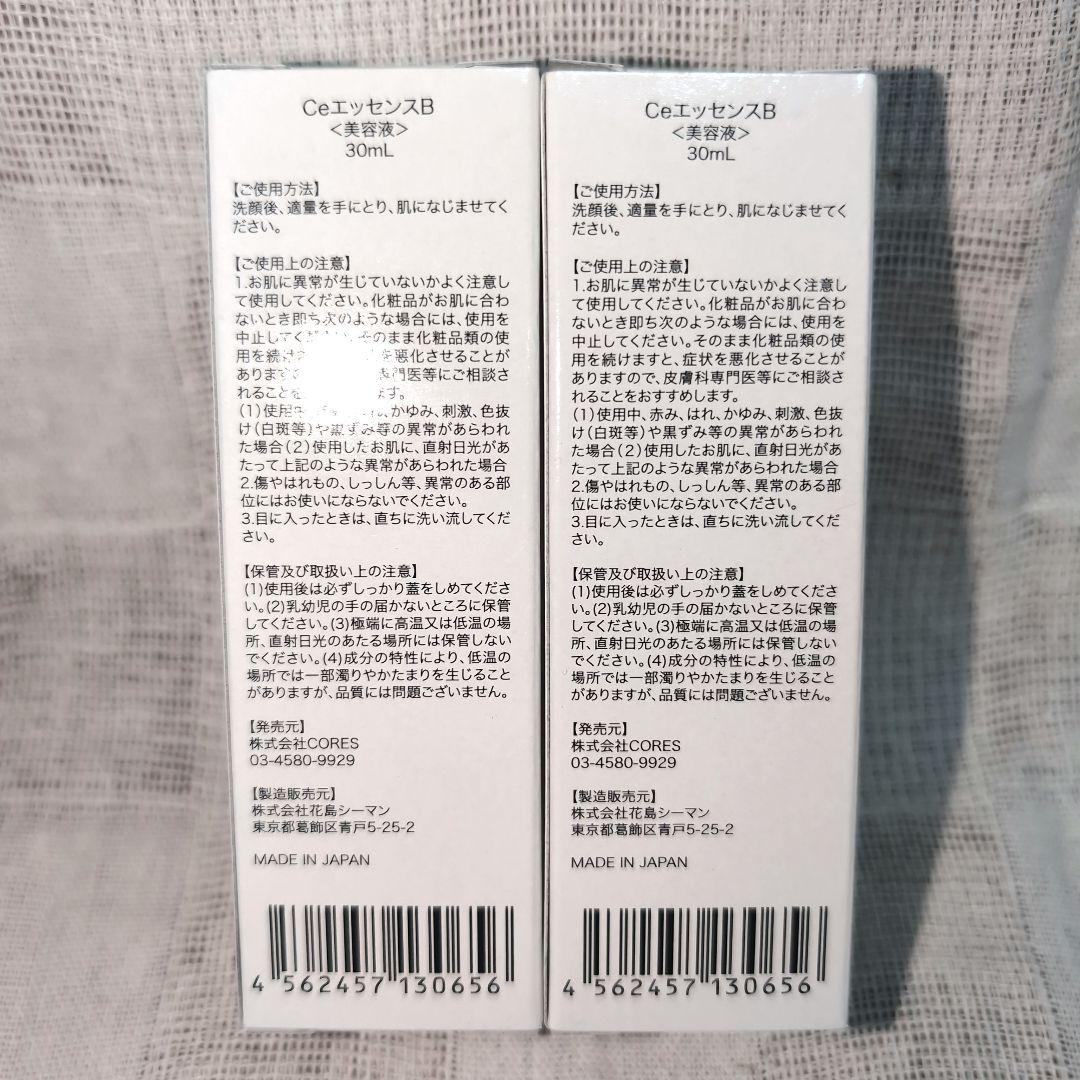 CeエッセンスB
<美容液>
30mL
【ご使用方法】
洗顔後、適量を手にとり、肌になじませてく
ださい。
【ご使用上の注意】
1.お肌に異常が生じていないかよく注意し
て使用してください。化粧品がお肌に合わ
ないとき即ち次のような場合には、使用を
中止してください。そのまま化粧品類の使
用を続け を悪化させることが
あります 専門医等にご相談さ
れることを ます。
(1)使用中、 はれ、かゆみ、刺激、色抜
け(白斑等)や黒ずみ等の異常があらわれ
た場合(2)使用したお肌に、直射日光があ
たって上記のような異常があらわれた場合
2.傷やはれもの、しっしん等、異常のある部
位にはお使いにならないでください。
3.目に入ったときは、直ちに洗い流してくだ
さい。
【保管及び取扱い上の注意】
(1)使用後は必ずしっかり蓋をしめてくださ
い。(2)乳幼児の手の届かないところに保管
してください。(3)極端に高温又は低温の場
所、直射日光のあたる場所には保管しない
でください。(4)成分の特性により、低温の
場所では一部濁りやかたまりを生じること
がありますが、品質には問題ございません。
【発売元】
株式会社CORES
03-4580-9929
【製造販売元】
株式会社花島シーマン
東京都葛飾区青戸5-25-2
MADE IN JAPAN
4 562457 130656
CeエッセンスB
<美容液>
30mL
【ご使用方法】
洗顔後、適量を手にとり、肌になじませてく
ださい。
【ご使用上の注意】
1.お肌に異常が生じていないかよく注意し
て使用してください。化粧品がお肌に合わ
ないとき即ち次のような場合には、使用を
中止してください。そのまま化粧品類の使
用を続けますと、症状を悪化させることが
ありますので、皮膚科専門医等にご相談さ
れることをおすすめします。
(1)使用中、赤み、はれ、かゆみ、刺激、色抜
け(白斑等)や黒ずみ等の異常があらわれ
た場合(2)使用したお肌に、直射日光があ
たって上記のような異常があらわれた場合
2.傷やはれもの、しっしん等、異常のある部
位にはお使いにならないでください。
3.目に入ったときは、直ちに洗い流してくだ
さい。
【保管及び取扱い上の注意】
(1)使用後は必ずしっかり蓋をしめてくださ
い。(2)乳幼児の手の届かないところに保管
してください。(3)極端に高温又は低温の場
所、直射日光のあたる場所には保管しない
でください。(4)成分の特性により、低温の
場所では一部濁りやかたまりを生じること
がありますが、品質には問題ございません。
【発売元】
株式会社CORES
03-4580-9929
【製造販売元】
株式会社花島シーマン
東京都葛飾区青戸5-25-2
MADE IN JAPAN
4 562457 130656